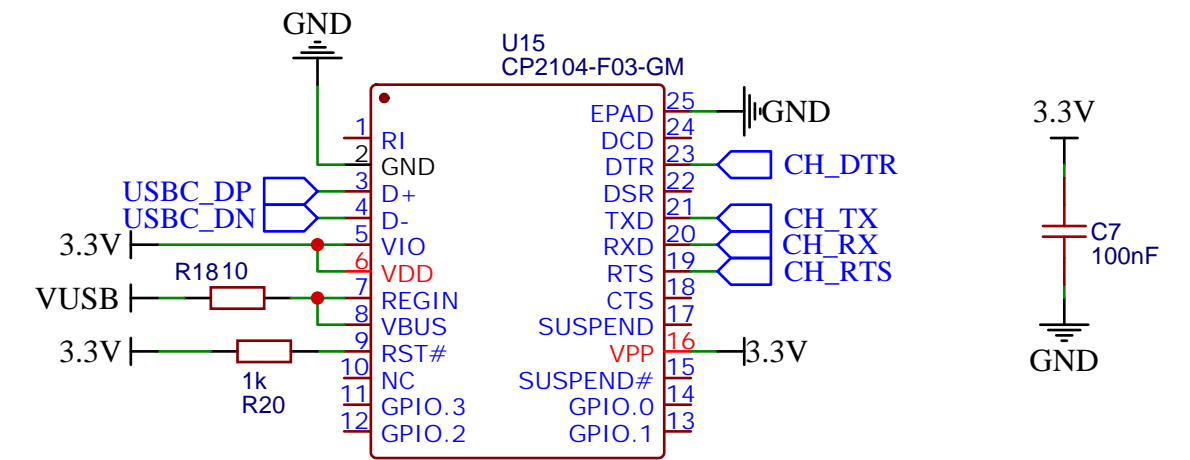 GND
U15
CP2104-F03-GM
1 RI
2 GND
USBC_DP 3 D+
USBC_DN 4 D-
3.3V 5 VIO
6 VDD
R18 10
VUSB 7 REGIN
8 VBUS
3.3V 9 RST#
1k
R20
10 NC
11 GPIO.3
12 GPIO.2
EPAD 25 GND
DCD 24
DTR 23 CH_DTR
DSR 22
TXD 21 CH_TX
RXD 20 CH_RX
RTS 19 CH_RTS
CTS 18
SUSPEND 17
VPP 16 3.3V
SUSPEND# 15
GPIO.0 14
GPIO.1 13
3.3V
C7
100nF
GND